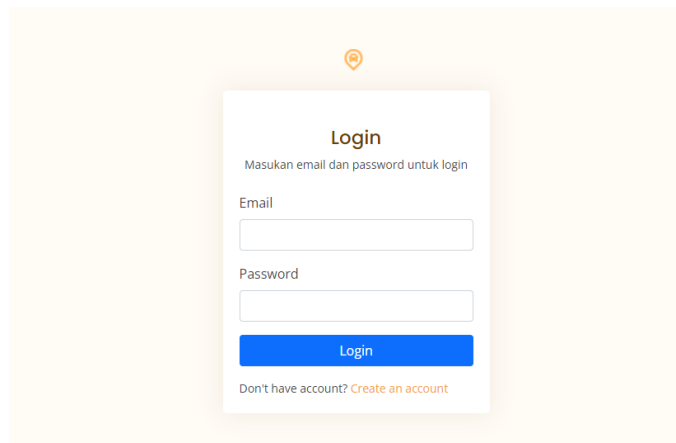 Login
Masukan email dan password untuk login
Email
Password
Login
Don't have account? Create an account